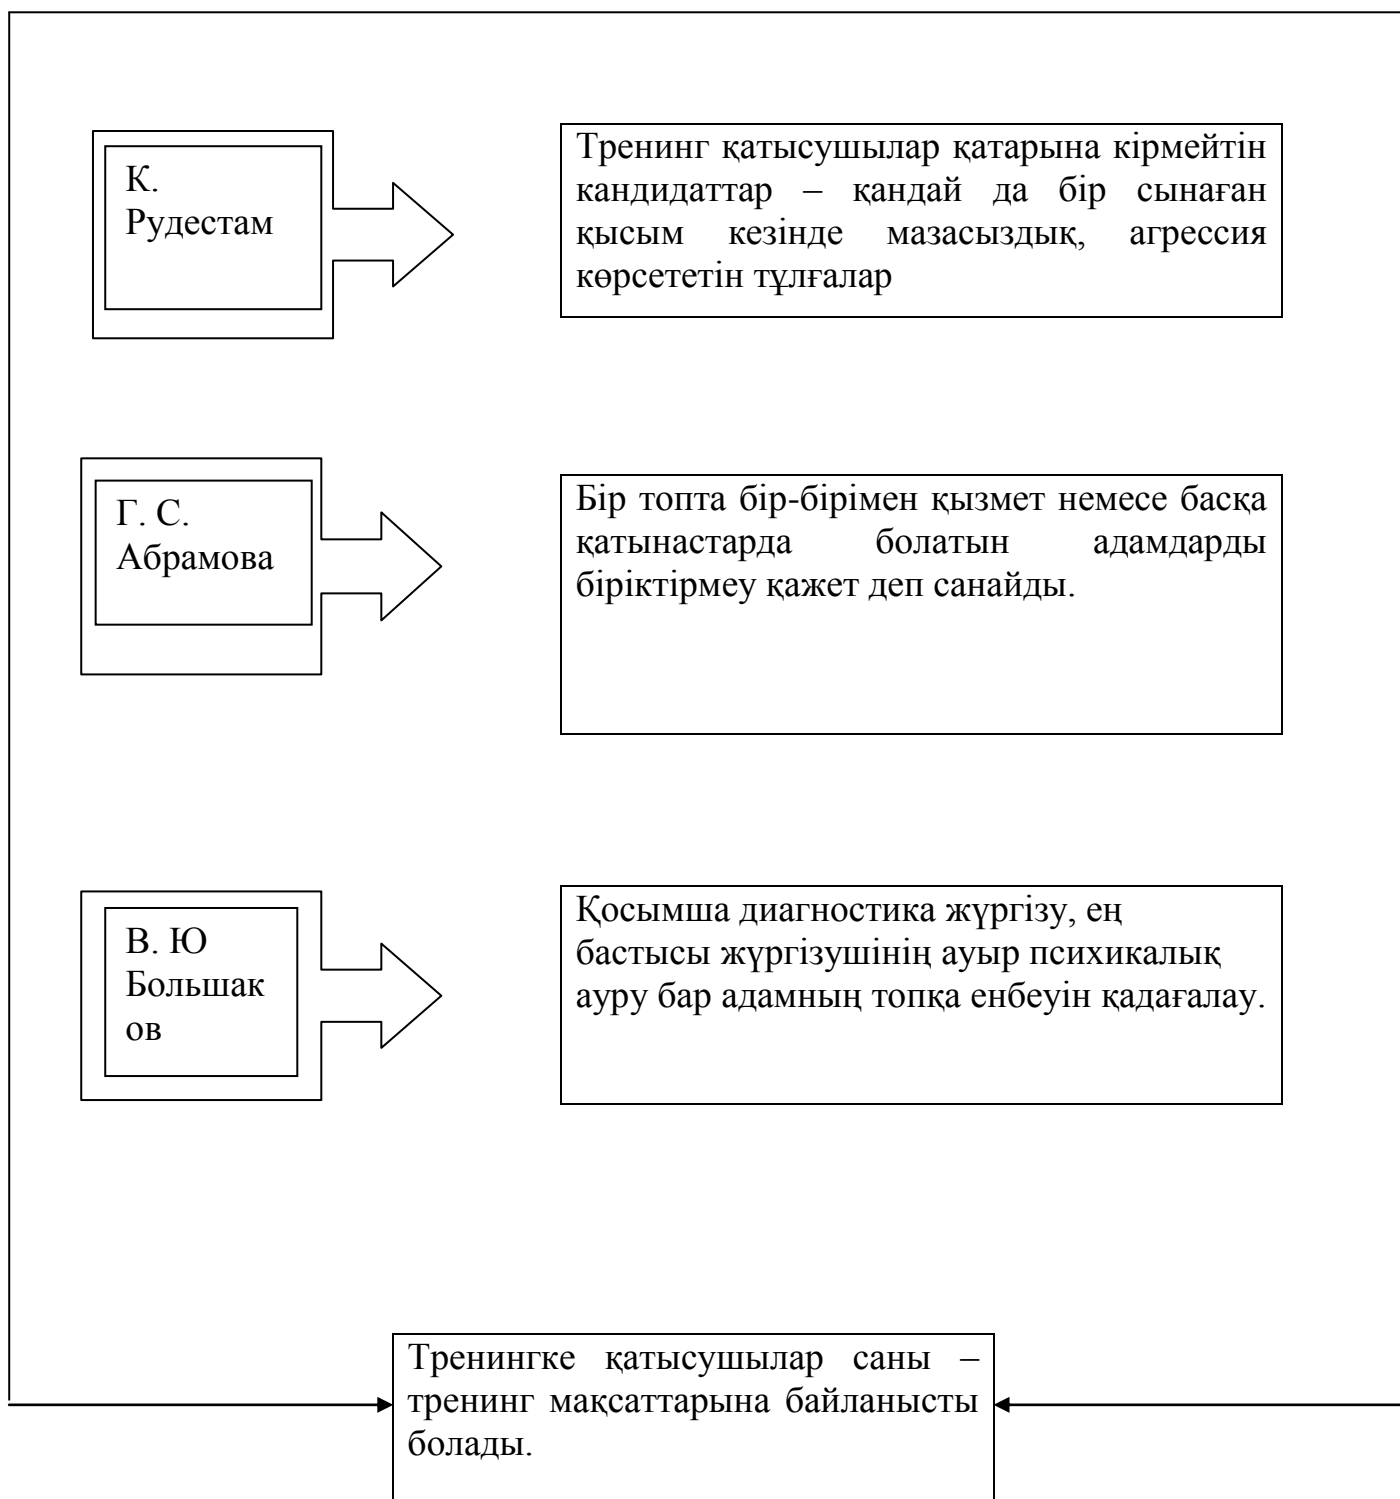 К.
Рудестам
Тренинг қатысушылар қатарына кірмейтін
кандидаттар – қандай да бір сынаған
қысым кезінде мазасыздық, агрессия
көрсететін тұлғалар
Г. С.
Абрамова
Бір топта бір-бірімен қызмет немесе басқа
қатынастарда болатын адамдарды
біріктірмеу қажет деп санайды.
В. Ю
Большак
ов
Қосымша диагностика жүргізу, ең
бастысы жүргізушінің ауыр психикалық
ауру бар адамның топқа енбеуін қадағалау.
Тренингке қатысушылар саны –
тренинг мақсаттарына байланысты
болады.